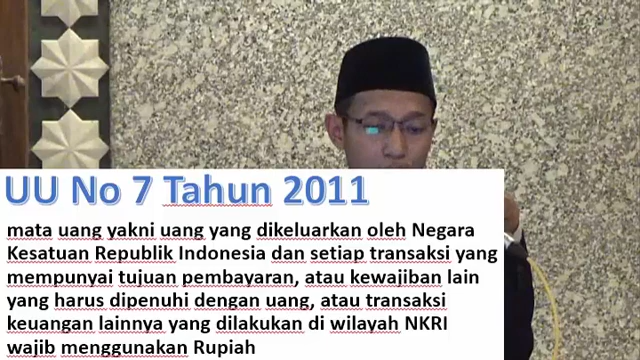 UU No 7 Tahun 2011
mata uang yakni uang yang dikeluarkan oleh Negara
Kesatuan Republik Indonesia dan setiap transaksi yang
mempunyai tujuan pembayaran, atau kewajiban lain
yang harus dipenuhi dengan uang, atau transaksi
keuangan lainnya yang dilakukan di wilayah NKRI
wajib menggunakan Rupiah